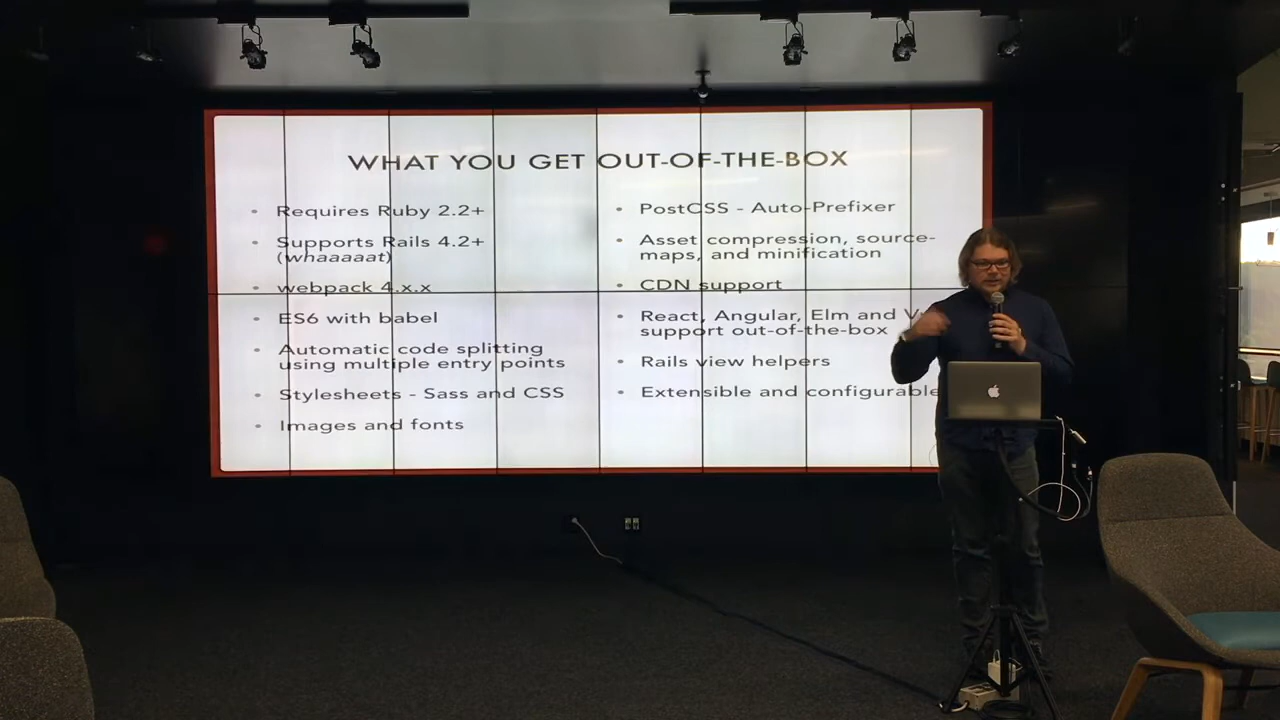 WHAT YOU GET OUT-OF-THE-BOX
• Requires Ruby 2.2+
• Supports Rails 4.2+
(whaaaaat)
• webpack 4.x.x
• ES6 with babel
• Automatic code splitting
using multiple entry points
• Stylesheets - Sass and CSS
• Images and fonts
• PostCSS - Auto-Prefixer
• Asset compression, source-
maps, and minification
• CDN support
• React, Angular, Elm and
support out-of-the-box
• Rails view helpers
• Extensible and configurable